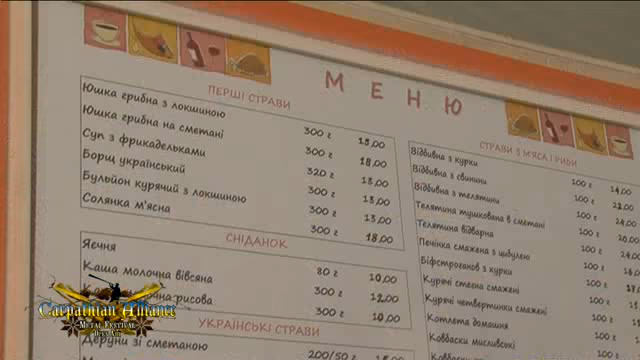 МЕНЮ
ПЕРШІ СТРАВИ
Юшка грибна з локшиною 300 г 15,00
Юшка грибна на сметані 300 г 18,00
Суп з фрикадельками 320 г 13,00
Борщ український 300 г 13,00
Бульйон курячий з локшиною 300 г 13,00
Солянка м'ясна 300 г 18,00
СНІДАНОК
Яєчня 80 г 10,00
Каша молочна вівсяна 300 г 12,00
рисова 300 г 10,00
УКРАЇНСЬКІ СТРАВИ
Деруни зі сметаною 200/50 г
СТРАВИ З М'ЯСА І РИБИ
Відбивна з курки 100 г 14,00
Відбивна з свинини 100 г
Відбивна з телятини 100 г
Телятина тушкована в сметані 100 г
Телятина відварна 100 г
Печінка смажена з цибулею 100 г
Біфстроганов з курки 100 г
Курячі стегна смажені 100 г
Курячі четвертинки смажені 100 г
Котлета домашня 100 г
Ковбаски мисливські 100 г
Carpathian Alliance
Metal Festival
Open Air